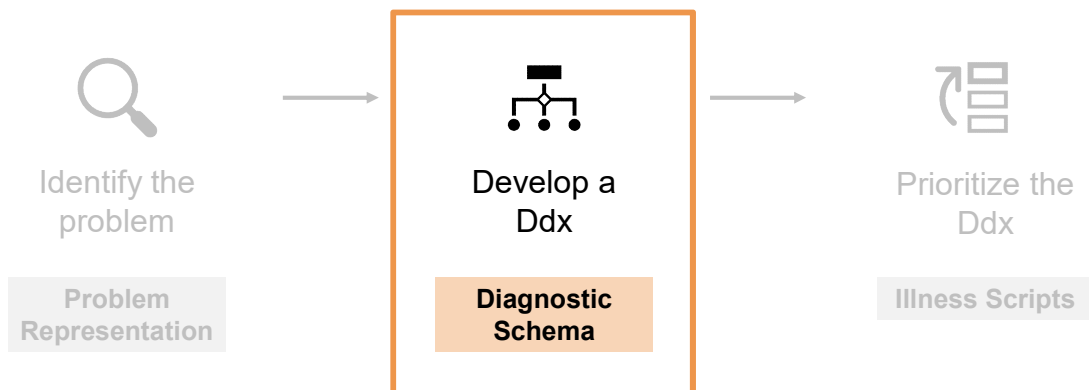 Identify the
problem
Problem
Representation
Develop a
Ddx
Diagnostic
Schema
Prioritize the
Ddx
Illness Scripts